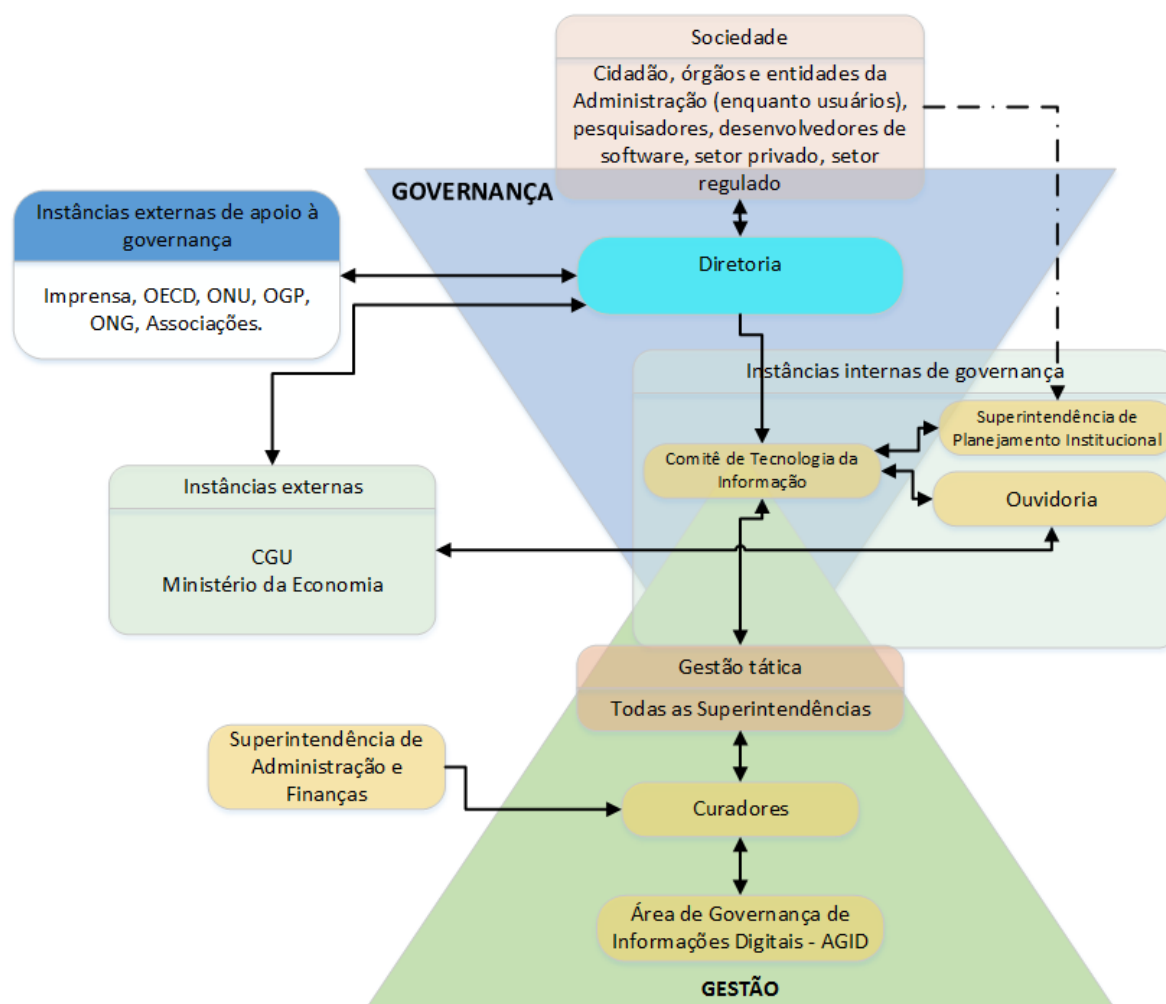 Sociedade
Cidadão, órgãos e entidades da
Administração (enquanto usuários),
pesquisadores, desenvolvedores de
software, setor privado, setor
regulado
GOVERNANÇA
Instâncias externas de apoio à
governança
Imprensa, OECD, ONU, OGP,
ONG, Associações.
Diretoria
Instâncias internas de governança
Superintendência de
Planejamento Institucional
Comitê de Tecnologia da
Informação
Ouvidoria
Instâncias externas
CGU
Ministério da Economia
Gestão tática
Todas as Superintendências
Superintendência de
Administração e
Finanças
Curadores
Área de Governança de
Informações Digitais - AGID
GESTÃO